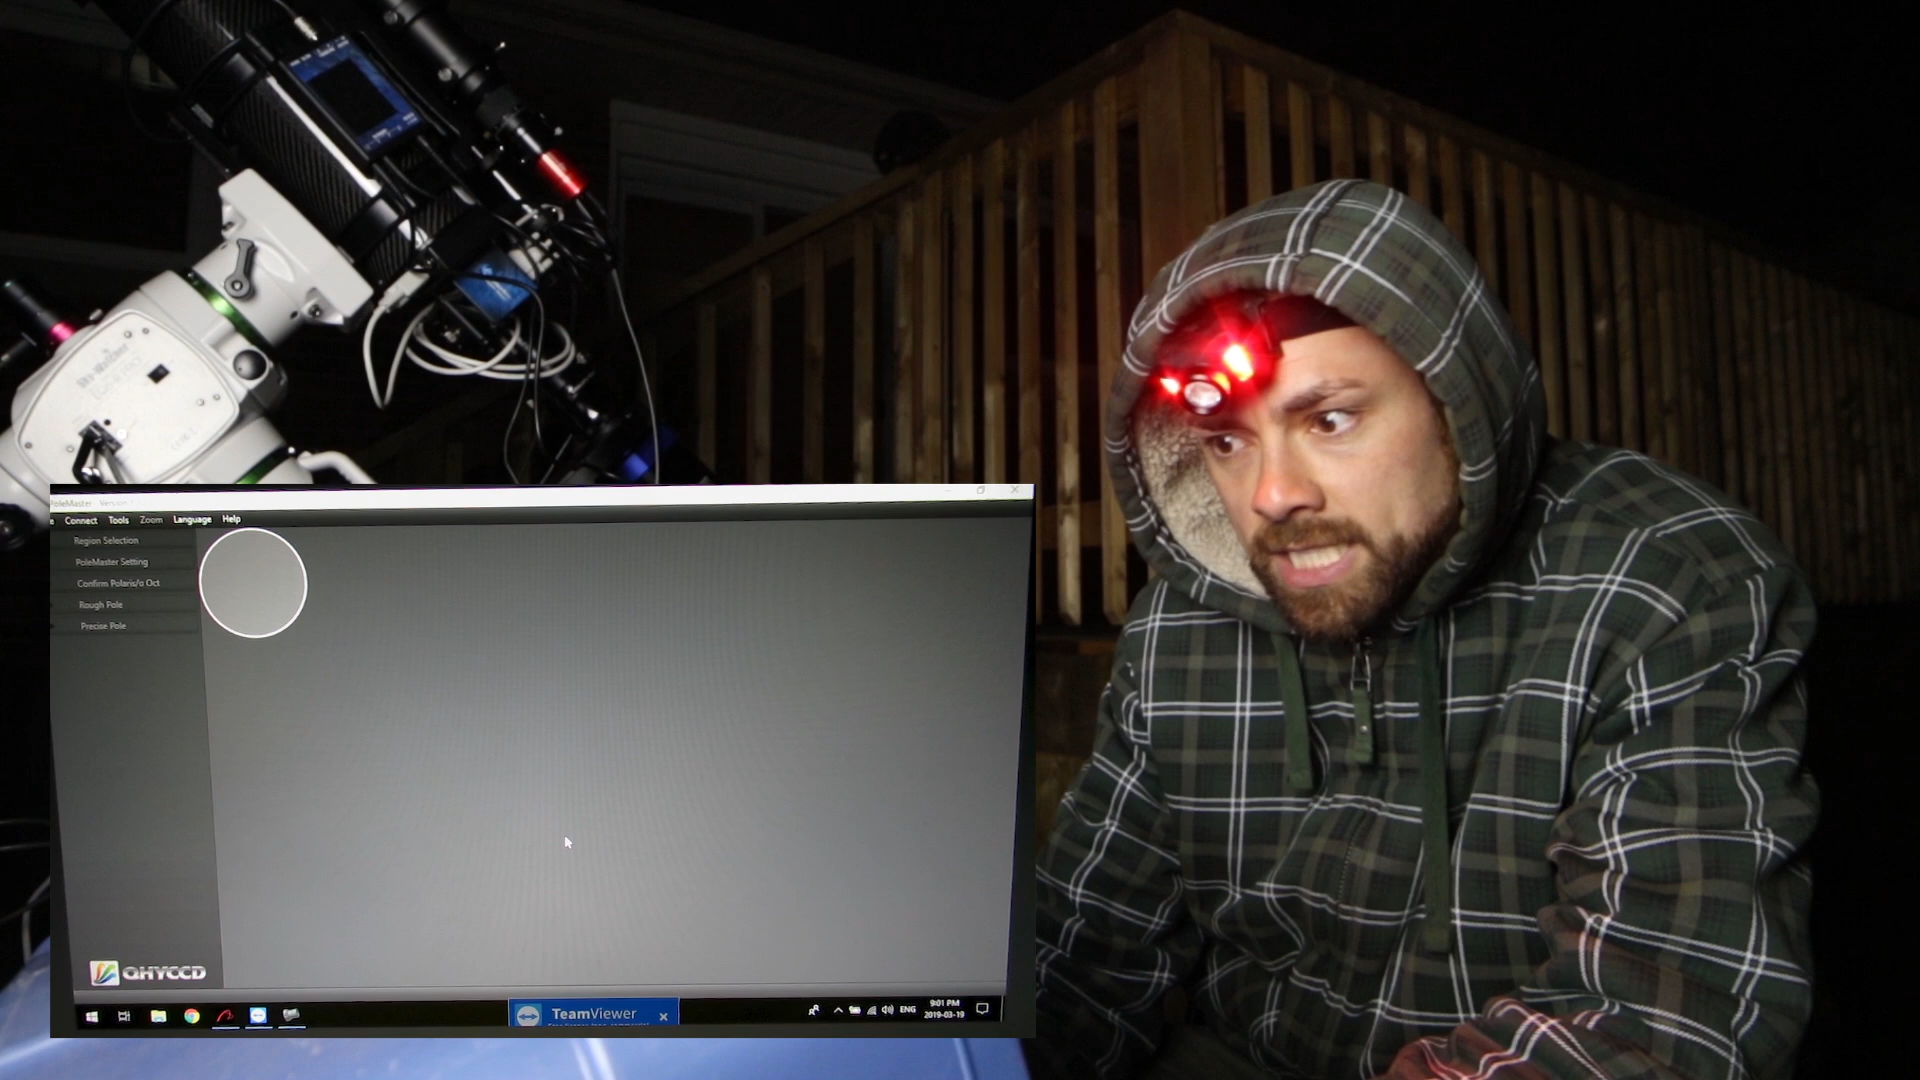 PoleMaster Version
Connect Tools Zoom Language Help
Region Selection
PoleMaster Setting
Confirm Polaris/σ Oct
Rough Pole
Precise Pole
QHYCCD
TeamViewer
ENG
9:01 PM
2019-03-19